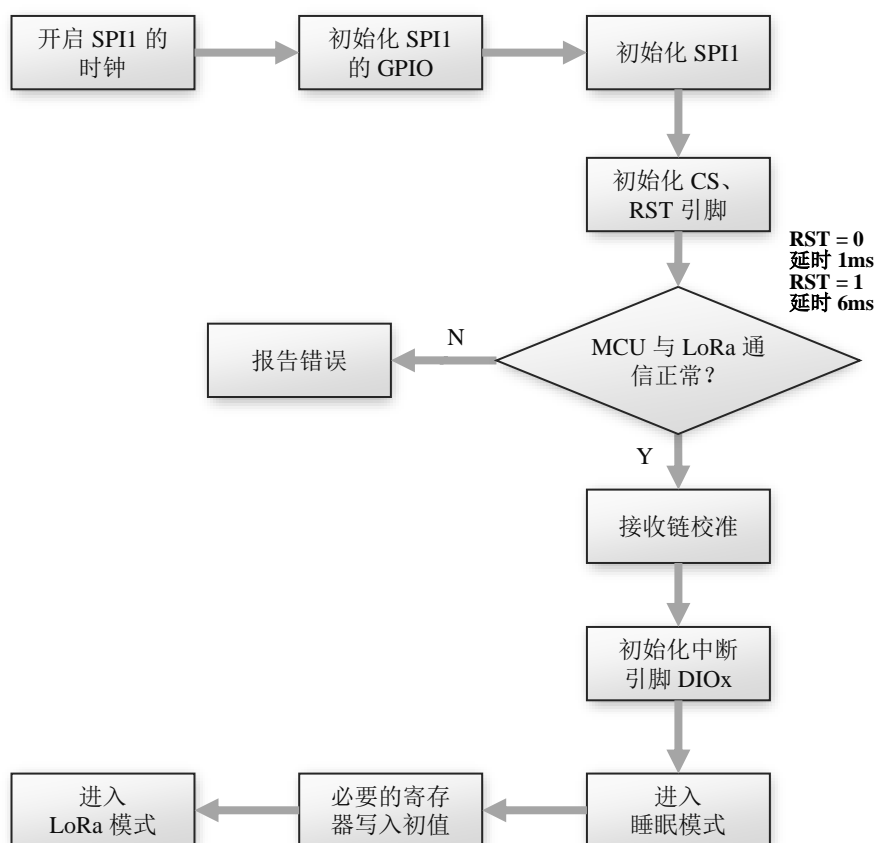 开启 SPI1 的
时钟
初始化 SPI1
的 GPIO
初始化 SPI1
初始化 CS、
RST 引脚
RST = 0
延时 1ms
RST = 1
延时 6ms
MCU 与 LoRa 通
信正常？
N
报告错误
Y
接收链校准
初始化中断
引脚 DIOx
进入
睡眠模式
必要的寄存
器写入初值
进入
LoRa 模式